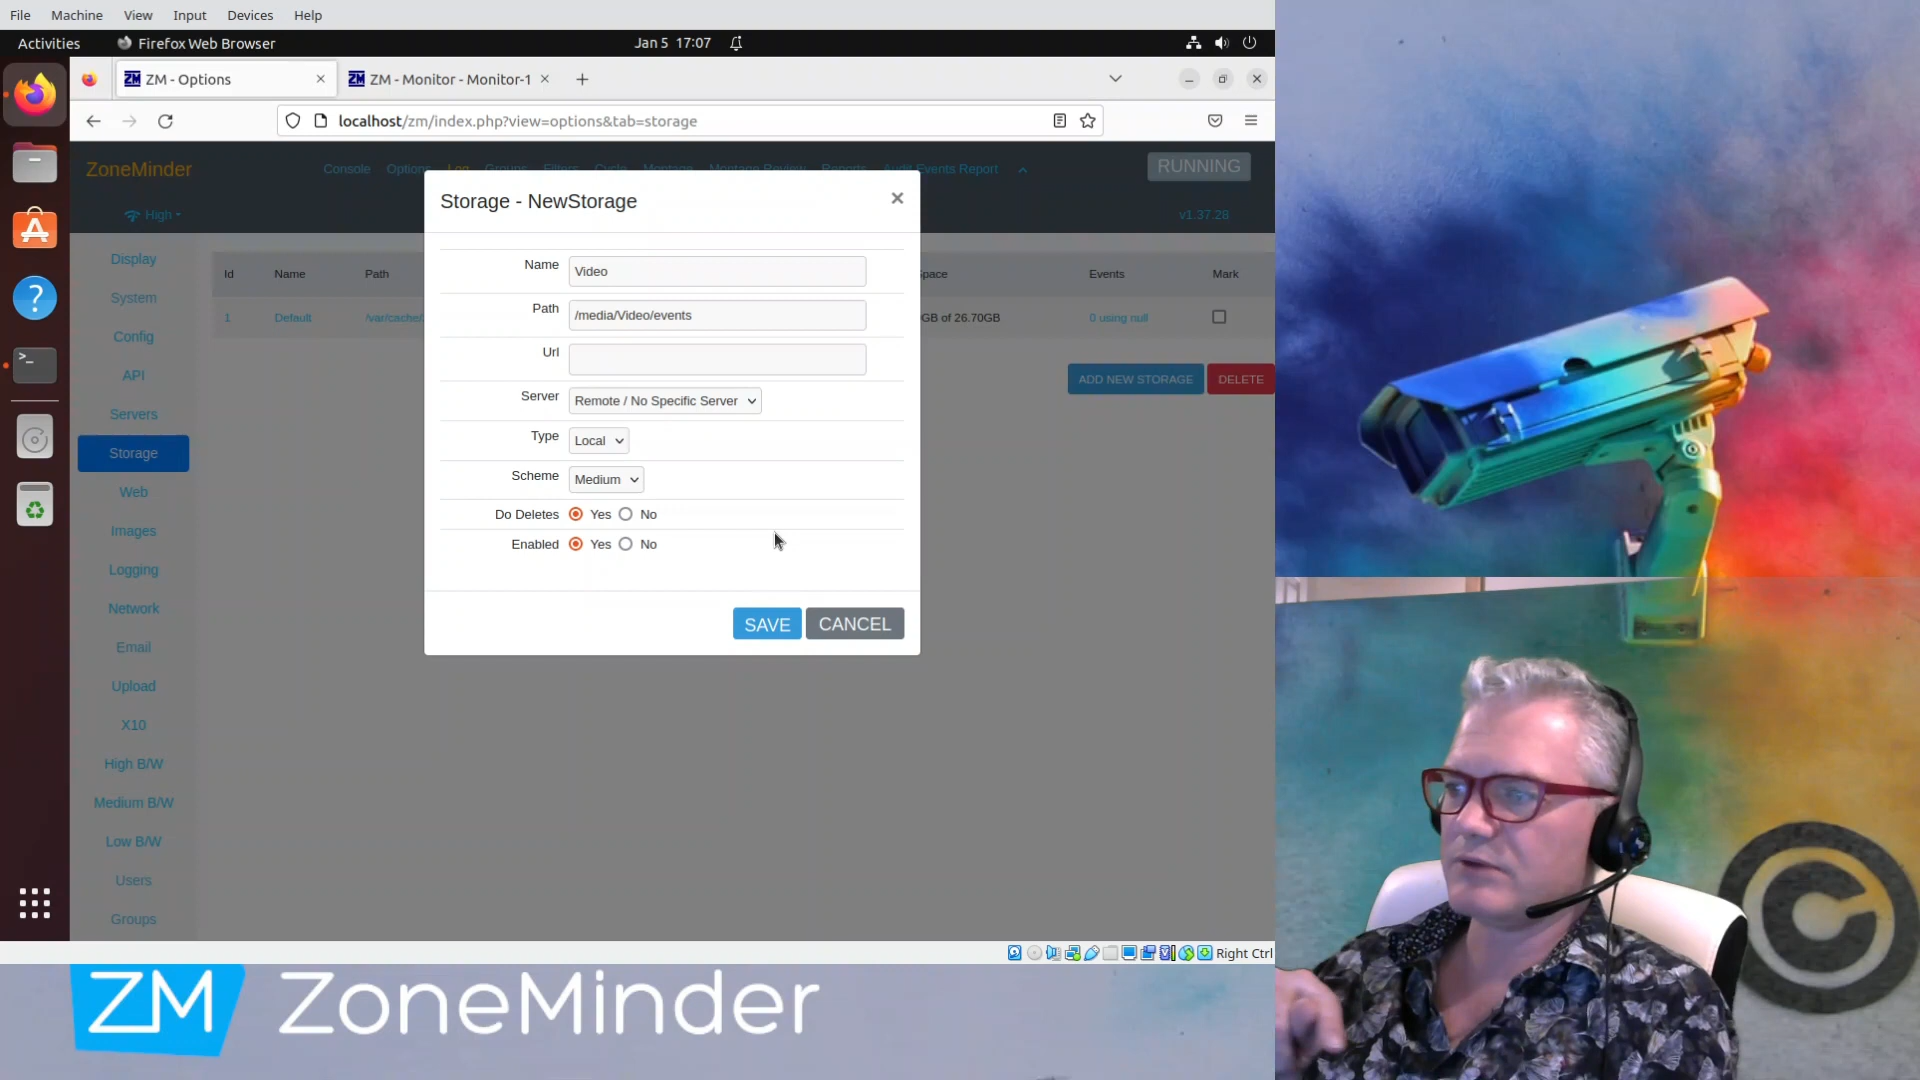 File Machine View Input Devices Help
Activities Firefox Web Browser Jan 5 17:07
ZM - Options ZM - Monitor - Monitor-1
localhost/zm/index.php?view=options&tab=storage
ZoneMinder Console Options Log Groups Filters Cycle Montage Montage Review Reports Audit Events Report RUNNING
High v1.37.28
Storage - NewStorage
Display
System
Config
API
Servers
Storage
Web
Images
Logging
Network
Email
Upload
X10
High B/W
Medium B/W
Low B/W
Users
Groups
Id Name Path Space Events Mark
1 Default /var/cache/ GB of 26.70GB 0 using null
ADD NEW STORAGE DELETE
Name Video
Path /media/Video/events
Url
Server Remote / No Specific Server
Type Local
Scheme Medium
Do Deletes Yes No
Enabled Yes No
SAVE CANCEL
Right Ctrl
ZM ZoneMinder